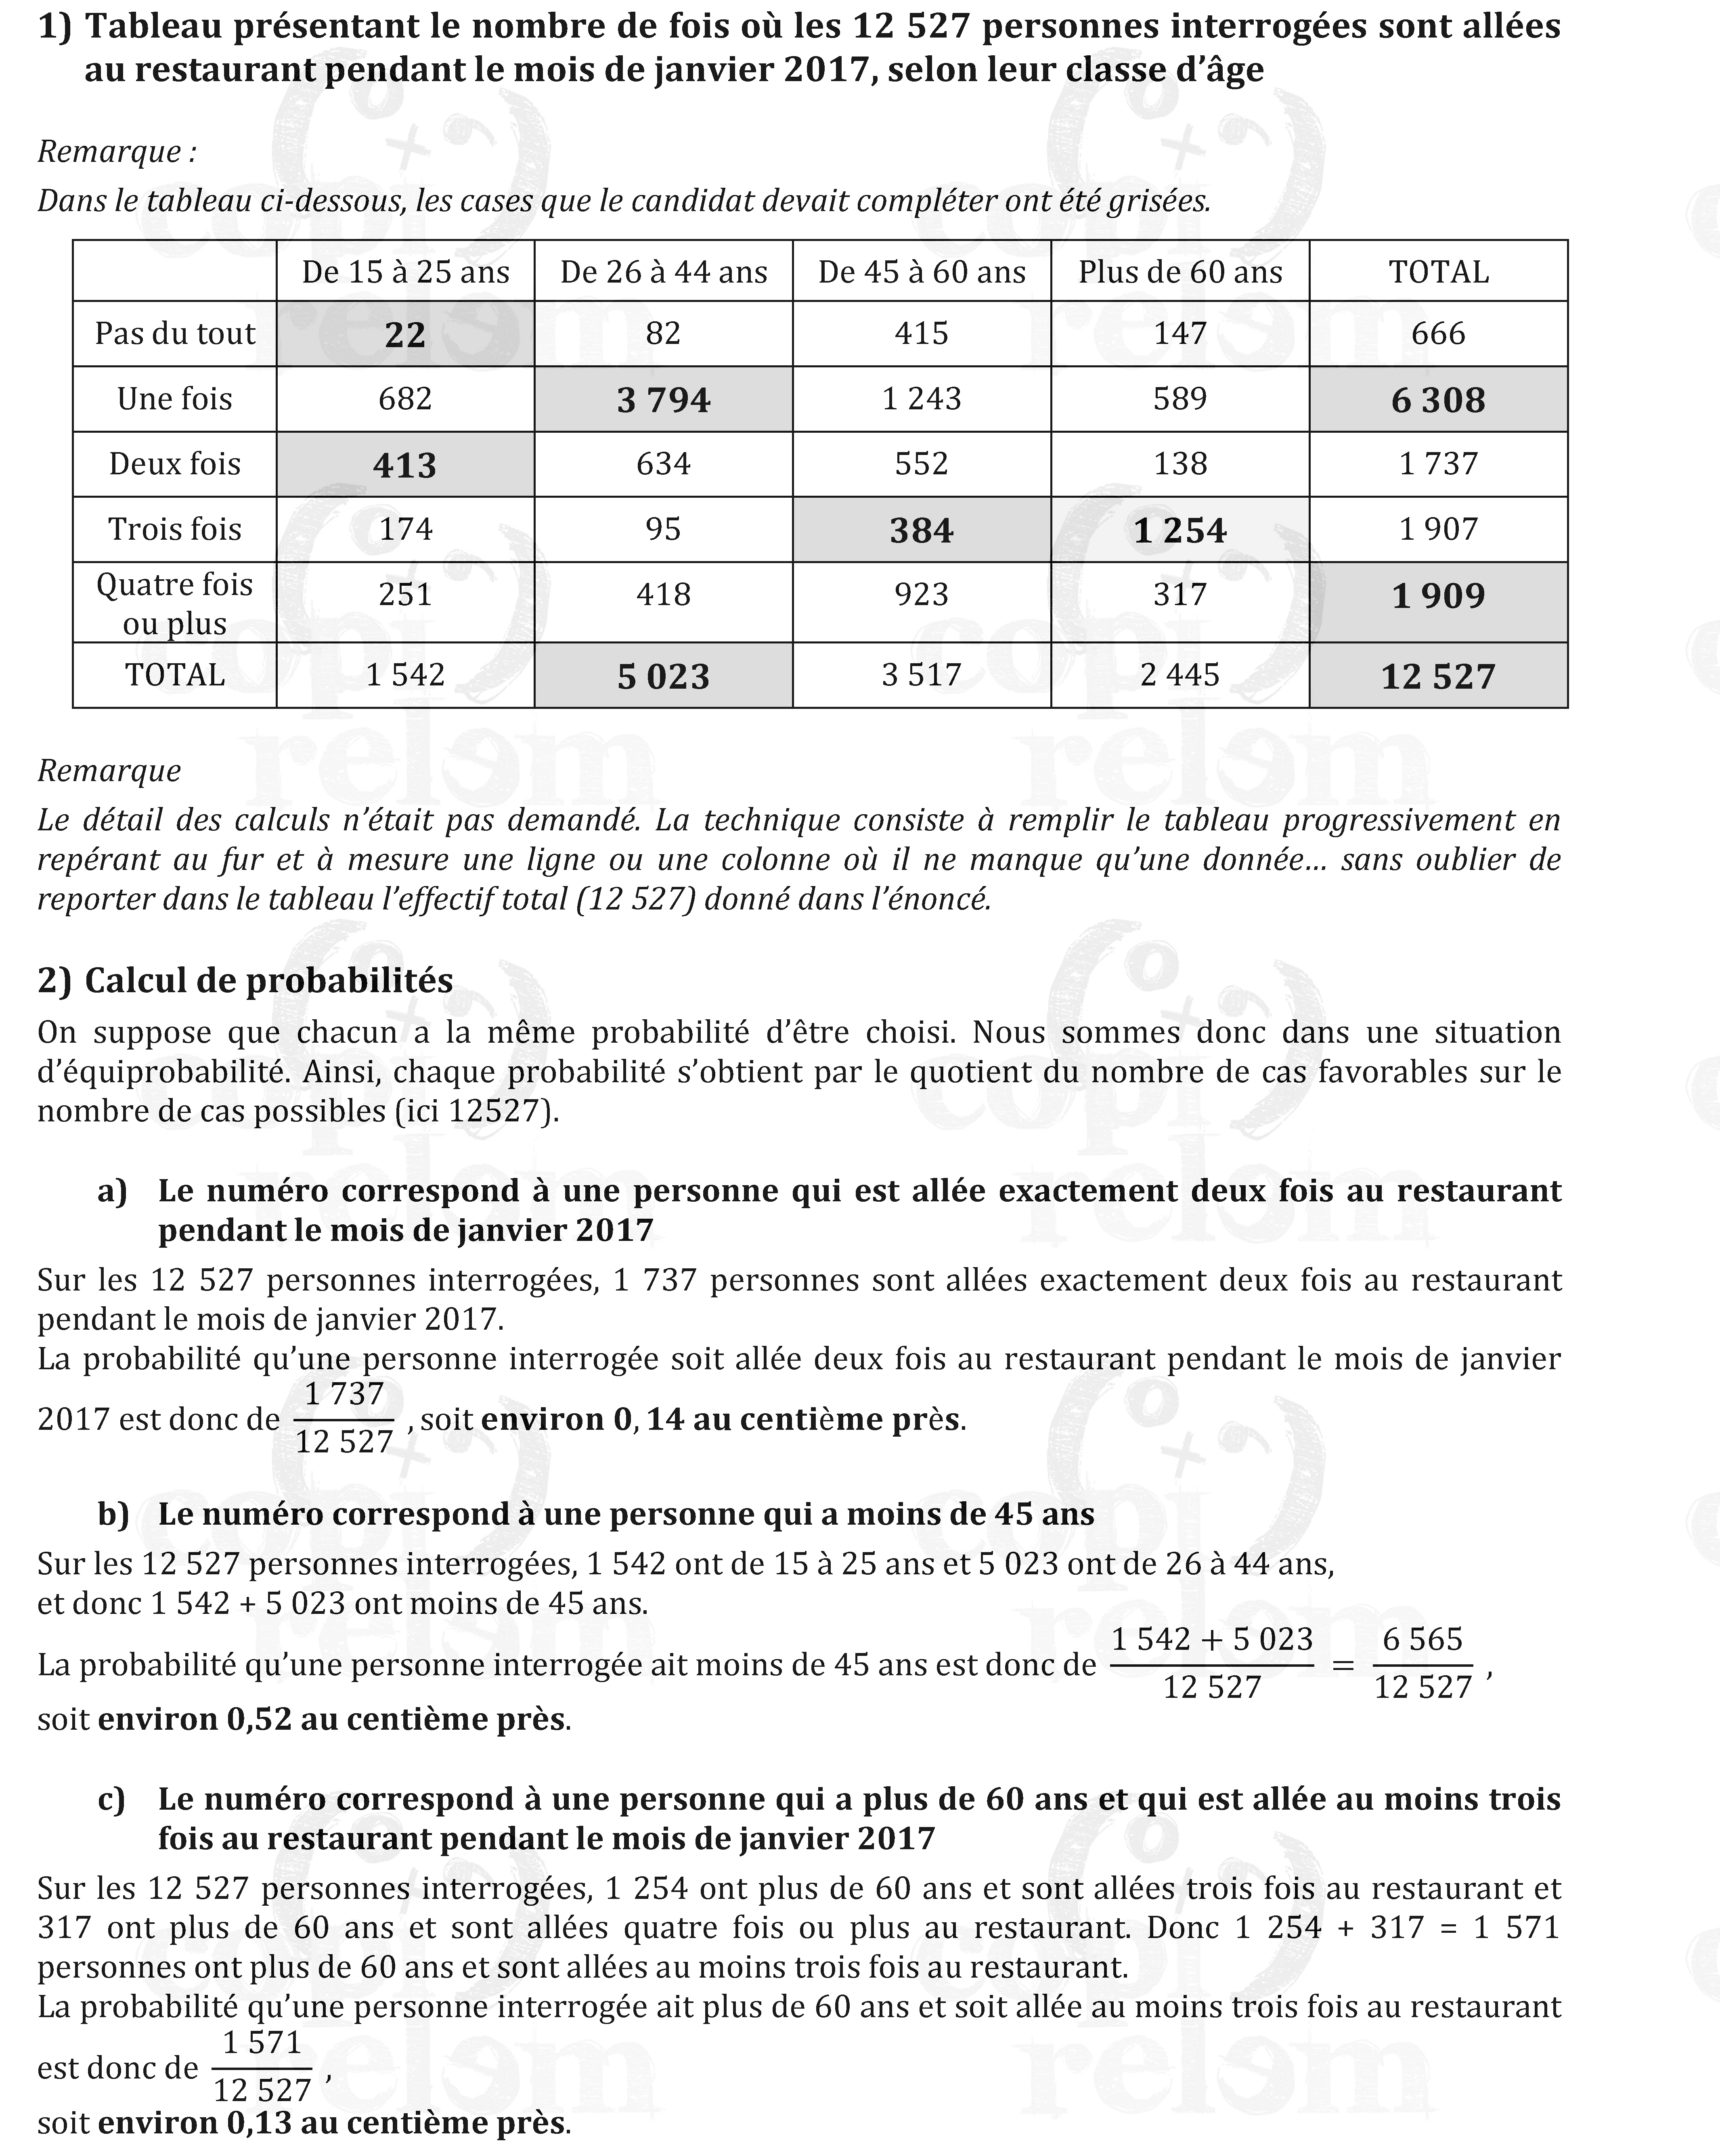 1) Tableau présentant le nombre de fois où les 12 527 personnes interrogées sont allées
au restaurant pendant le mois de janvier 2017, selon leur classe d’âge
Remarque :
Dans le tableau ci-dessous, les cases que le candidat devait compléter ont été grisées.
De 15 à 25 ans De 26 à 44 ans De 45 à 60 ans Plus de 60 ans TOTAL
Pas du tout 22 82 415 147 666
Une fois 682 3 794 1 243 589 6 308
Deux fois 413 634 552 138 1 737
Trois fois 174 95 384 1 254 1 907
Quatre fois
ou plus 251 418 923 317 1 909
TOTAL 1 542 5 023 3 517 2 445 12 527
Remarque
Le détail des calculs n’était pas demandé. La technique consiste à remplir le tableau progressivement en
repérant au fur et à mesure une ligne ou une colonne où il ne manque qu’une donnée… sans oublier de
reporter dans le tableau l’effectif total (12 527) donné dans l’énoncé.
2) Calcul de probabilités
On suppose que chacun a la même probabilité d’être choisi. Nous sommes donc dans une situation
d’équiprobabilité. Ainsi, chaque probabilité s’obtient par le quotient du nombre de cas favorables sur le
nombre de cas possibles (ici 12527).
a) Le numéro correspond à une personne qui est allée exactement deux fois au restaurant
pendant le mois de janvier 2017
Sur les 12 527 personnes interrogées, 1 737 personnes sont allées exactement deux fois au restaurant
pendant le mois de janvier 2017.
La probabilité qu’une personne interrogée soit allée deux fois au restaurant pendant le mois de janvier
2017 est donc de 1 737 / 12 527 , soit environ 0, 14 au centième près.
b) Le numéro correspond à une personne qui a moins de 45 ans
Sur les 12 527 personnes interrogées, 1 542 ont de 15 à 25 ans et 5 023 ont de 26 à 44 ans,
et donc 1 542 + 5 023 ont moins de 45 ans.
La probabilité qu’une personne interrogée ait moins de 45 ans est donc de 1 542 + 5 023 / 12 527 = 6 565 / 12 527 ,
soit environ 0,52 au centième près.
c) Le numéro correspond à une personne qui a plus de 60 ans et qui est allée au moins trois
fois au restaurant pendant le mois de janvier 2017
Sur les 12 527 personnes interrogées, 1 254 ont plus de 60 ans et sont allées trois fois au restaurant et
317 ont plus de 60 ans et sont allées quatre fois ou plus au restaurant. Donc 1 254 + 317 = 1 571
personnes ont plus de 60 ans et sont allées au moins trois fois au restaurant.
La probabilité qu’une personne interrogée ait plus de 60 ans et soit allée au moins trois fois au restaurant
est donc de 1 571 / 12 527 ,
soit environ 0,13 au centième près.